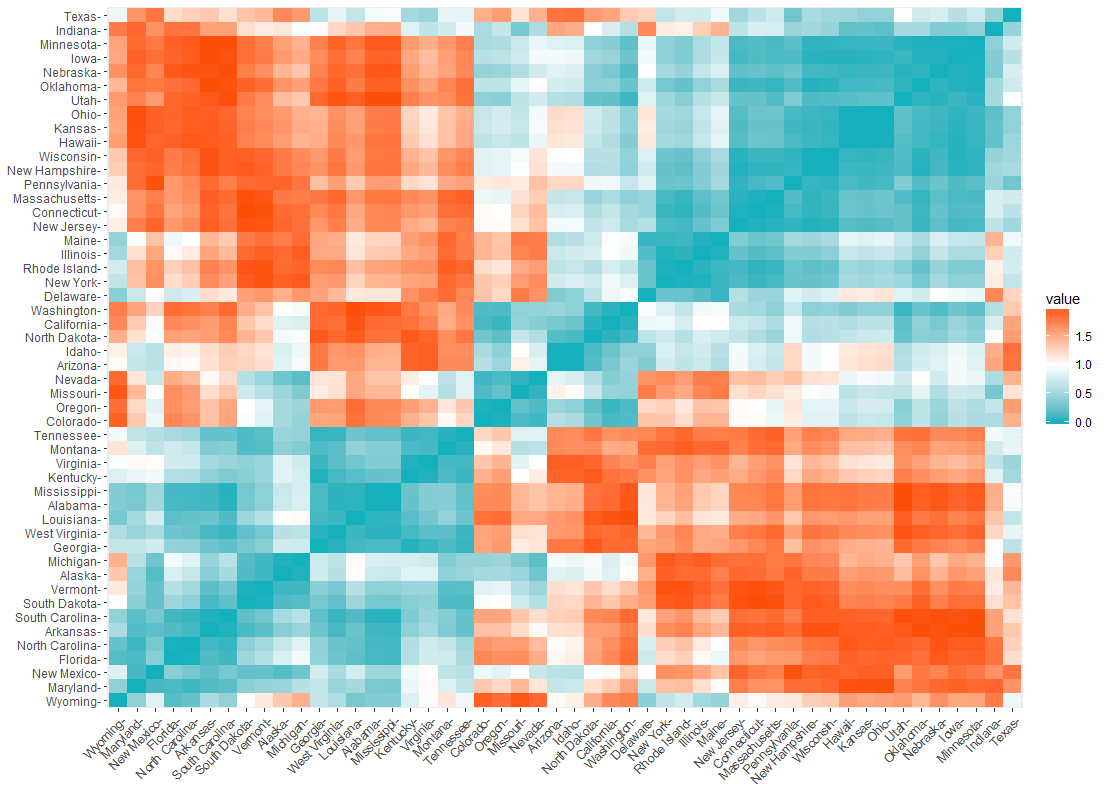 Texas-
Indiana-
Minnesota-
Iowa-
Nebraska-
Oklahoma-
Utah-
Ohio-
Kansas-
Hawaii-
Wisconsin-
New Hampshire-
Pennsylvania-
Massachusetts-
Connecticut-
New Jersey-
Maine-
Illinois-
Rhode Island-
New York-
Delaware-
Washington-
California-
North Dakota-
Idaho-
Arizona-
Nevada-
Missouri-
Oregon-
Colorado-
Tennessee-
Montana-
Virginia-
Kentucky-
Mississippi-
Alabama-
Louisiana-
West Virginia-
Georgia-
Michigan-
Alaska-
Vermont-
South Dakota-
South Carolina-
Arkansas-
North Carolina-
Florida-
New Mexico-
Maryland-
Wyoming-
Wyoming-
Maryland-
New Mexico-
Florida-
North Carolina-
Arkansas-
South Carolina-
South Dakota-
Vermont-
Alaska-
Michigan-
Georgia-
West Virginia-
Louisiana-
Alabama-
Mississippi-
Kentucky-
Virginia-
Montana-
Tennessee-
Colorado-
Oregon-
Missouri-
Nevada-
Arizona-
Idaho-
North Dakota-
California-
Washington-
Delaware-
New York-
Rhode Island-
Illinois-
Maine-
New Jersey-
Connecticut-
Massachusetts-
Pennsylvania-
New Hampshire-
Wisconsin-
Hawaii-
Kansas-
Ohio-
Utah-
Oklahoma-
Nebraska-
Iowa-
Minnesota-
Indiana-
Texas-
value
1.5
1.0
0.5
0.0